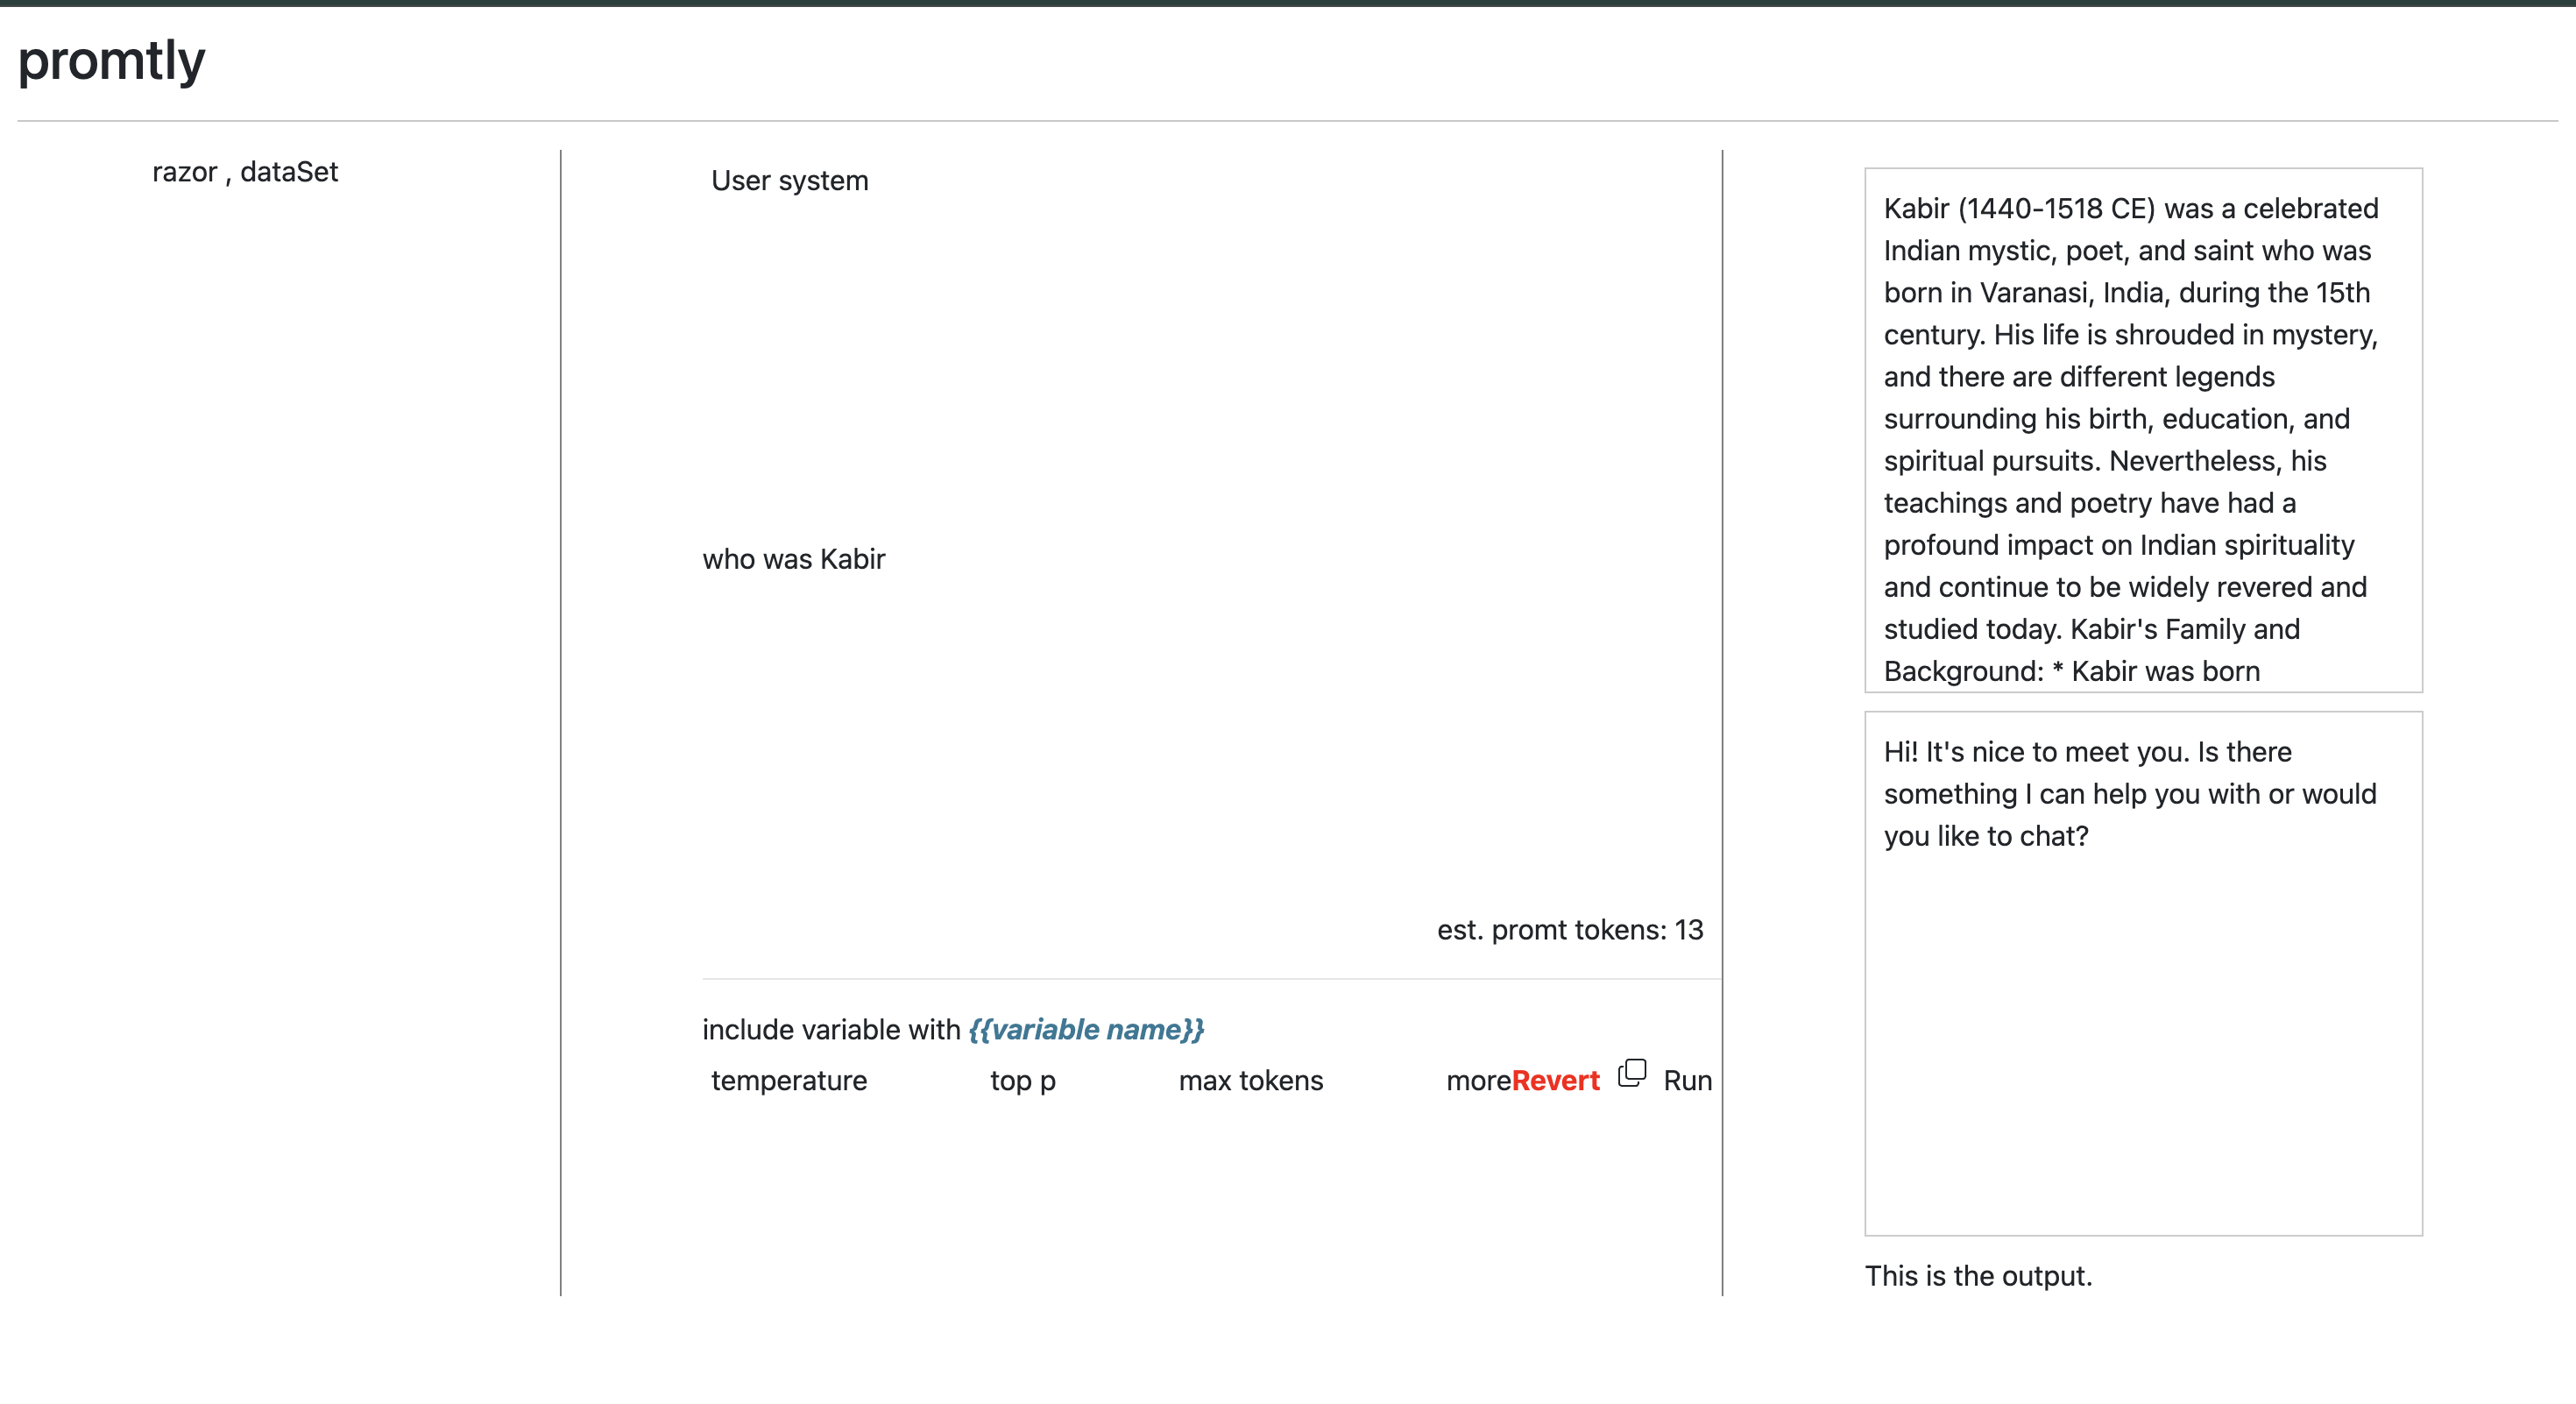 promtly
razor , dataSet
User system
who was Kabir
est. promt tokens: 13
include variable with {{variable name}}
temperature top p max tokens moreRevert Run
Kabir (1440-1518 CE) was a celebrated
Indian mystic, poet, and saint who was
born in Varanasi, India, during the 15th
century. His life is shrouded in mystery,
and there are different legends
surrounding his birth, education, and
spiritual pursuits. Nevertheless, his
teachings and poetry have had a
profound impact on Indian spirituality
and continue to be widely revered and
studied today. Kabir's Family and
Background: * Kabir was born
Hi! It's nice to meet you. Is there
something I can help you with or would
you like to chat?
This is the output.